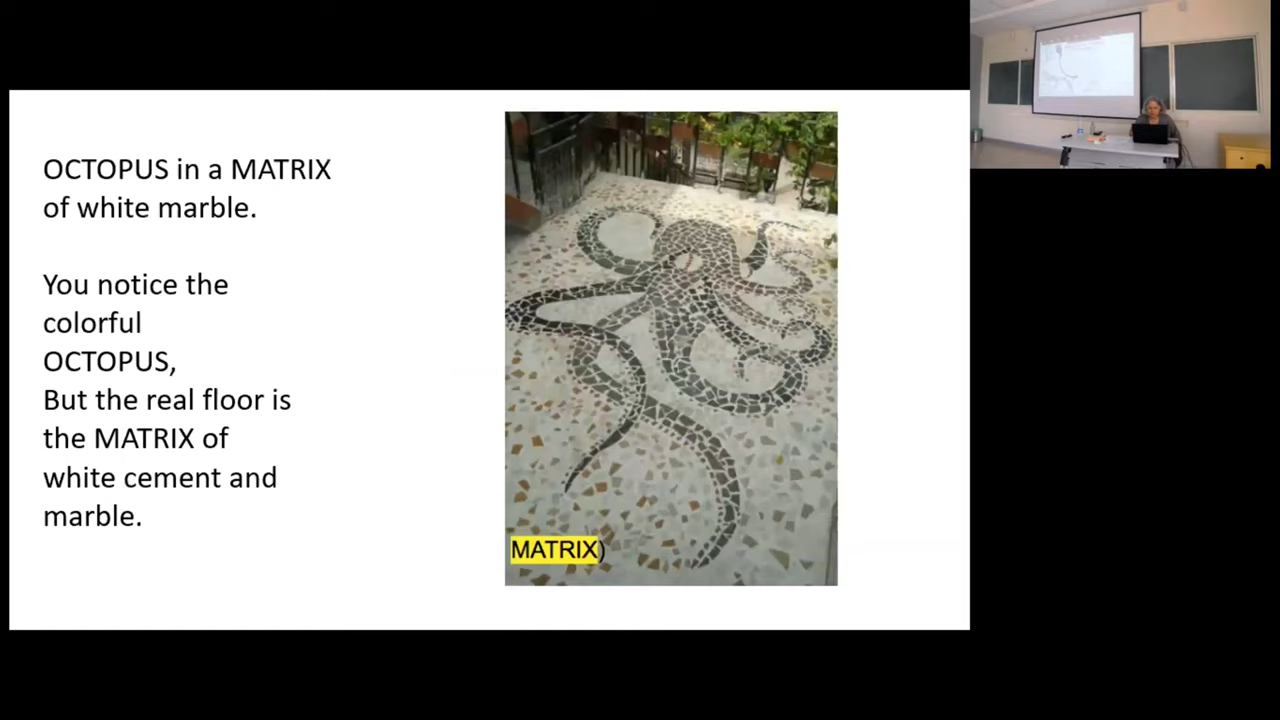 OCTOPUS in a MATRIX
of white marble.
You notice the
colorful
OCTOPUS,
But the real floor is
the MATRIX of
white cement and
marble.
MATRIX)